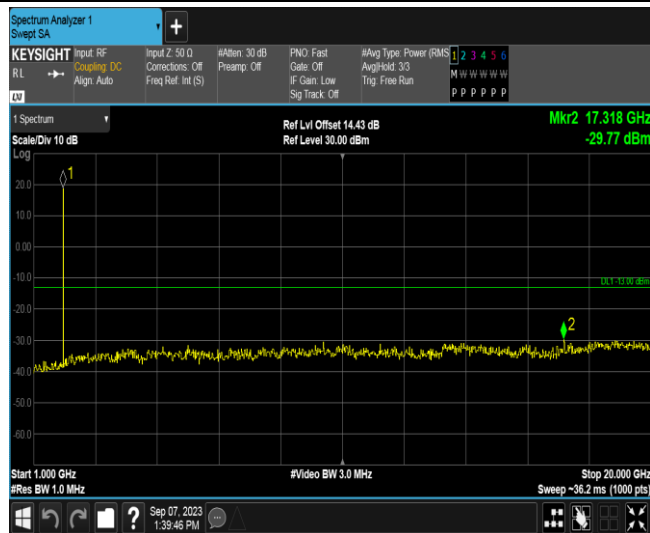 Spectrum Analyzer 1
Swept SA
+
KEYSIGHT
RL
LXI
Input: RF
Coupling: DC
Align: Auto
Input Z: 50 Ω
Corrections: Off
Freq Ref: Int (S)
#Atten: 30 dB
Preamp: Off
PNO: Fast
Gate: Off
IF Gain: Low
Sig Track: Off
#Avg Type: Power (RMS
Avg|Hold: 3/3
Trig: Free Run
1 2 3 4 5 6
M W W W W W
P P P P P P
1 Spectrum
Scale/Div 10 dB
Log
Ref Lvl Offset 14.43 dB
Ref Level 30.00 dBm
Mkr2 17.318 GHz
-29.77 dBm
1
20.0
10.0
0.00
-10.0
DL1 -13.00 dBm
-20.0
2
-30.0
-40.0
-50.0
-60.0
Start 1.000 GHz
#Res BW 1.0 MHz
#Video BW 3.0 MHz
Stop 20.000 GHz
Sweep ~36.2 ms (1000 pts)
?
Sep 07, 2023
1:39:46 PM